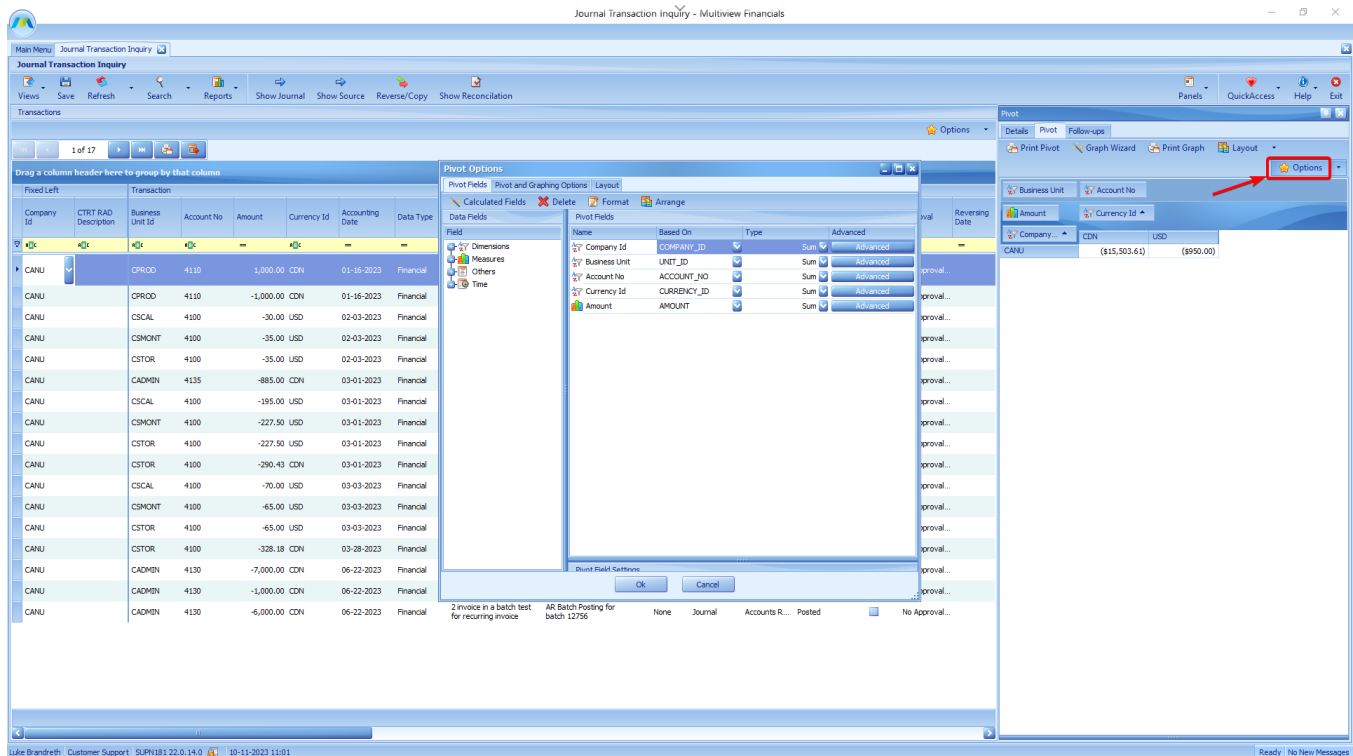 Journal Transaction Inquiry - Multiview Financials
Main Menu Journal Transaction Inquiry
Journal Transaction Inquiry
Views Save Refresh Search Reports Show Journal Show Source Reverse/Copy Show Reconcilation Panels QuickAccess Help Exit
Transactions
Options
1 of 17
Drag a column header here to group by that column
Fixed Left Transaction
Company Id CTRT RAD Description Business Unit Id Account No Amount Currency Id Accounting Date Data Type Reversing Date
= = = =
CANU CPROD 4110 1,000.00 CDN 01-16-2023 Financial
CANU CPROD 4110 -1,000.00 CDN 01-16-2023 Financial
CANU CSCAL 4100 -30.00 USD 02-03-2023 Financial
CANU CSMONT 4100 -35.00 USD 02-03-2023 Financial
CANU CSTOR 4100 -35.00 USD 02-03-2023 Financial
CANU CADMIN 4135 -885.00 CDN 03-01-2023 Financial
CANU CSCAL 4100 -195.00 USD 03-01-2023 Financial
CANU CSMONT 4100 -227.50 USD 03-01-2023 Financial
CANU CSTOR 4100 -227.50 USD 03-01-2023 Financial
CANU CSTOR 4100 -290.43 CDN 03-01-2023 Financial
CANU CSCAL 4100 -70.00 USD 03-03-2023 Financial
CANU CSMONT 4100 -65.00 USD 03-03-2023 Financial
CANU CSTOR 4100 -65.00 USD 03-03-2023 Financial
CANU CSTOR 4100 -328.18 CDN 03-28-2023 Financial
CANU CADMIN 4130 -7,000.00 CDN 06-22-2023 Financial
CANU CADMIN 4130 -1,000.00 CDN 06-22-2023 Financial
CANU CADMIN 4130 -6,000.00 CDN 06-22-2023 Financial 2 invoice in a batch test for recurring invoice AR Batch Posting for batch 12756 None Journal Accounts R... Posted No Approval...
Pivot Options
Pivot Fields Pivot and Graphing Options Layout
Calculated Fields Delete Format Arrange
Data Fields Pivot Fields
Field Name Based On Type Advanced
Dimensions Company Id COMPANY_ID Sum Advanced
Measures Business Unit UNIT_ID Sum Advanced
Others Account No ACCOUNT_NO Sum Advanced
Time Currency Id CURRENCY_ID Sum Advanced
Amount AMOUNT Sum Advanced
Pivot Field Settings
Ok Cancel
Pivot
Details Pivot Follow-ups
Print Pivot Graph Wizard Print Graph Layout
Options
Business Unit Account No
Amount Currency Id
Company... CDN USD
CANU ($15,503.61) ($950.00)
Luke Brandreth Customer Support SUPN181 22.0.14.0 10-11-2023 11:01 Ready No New Messages